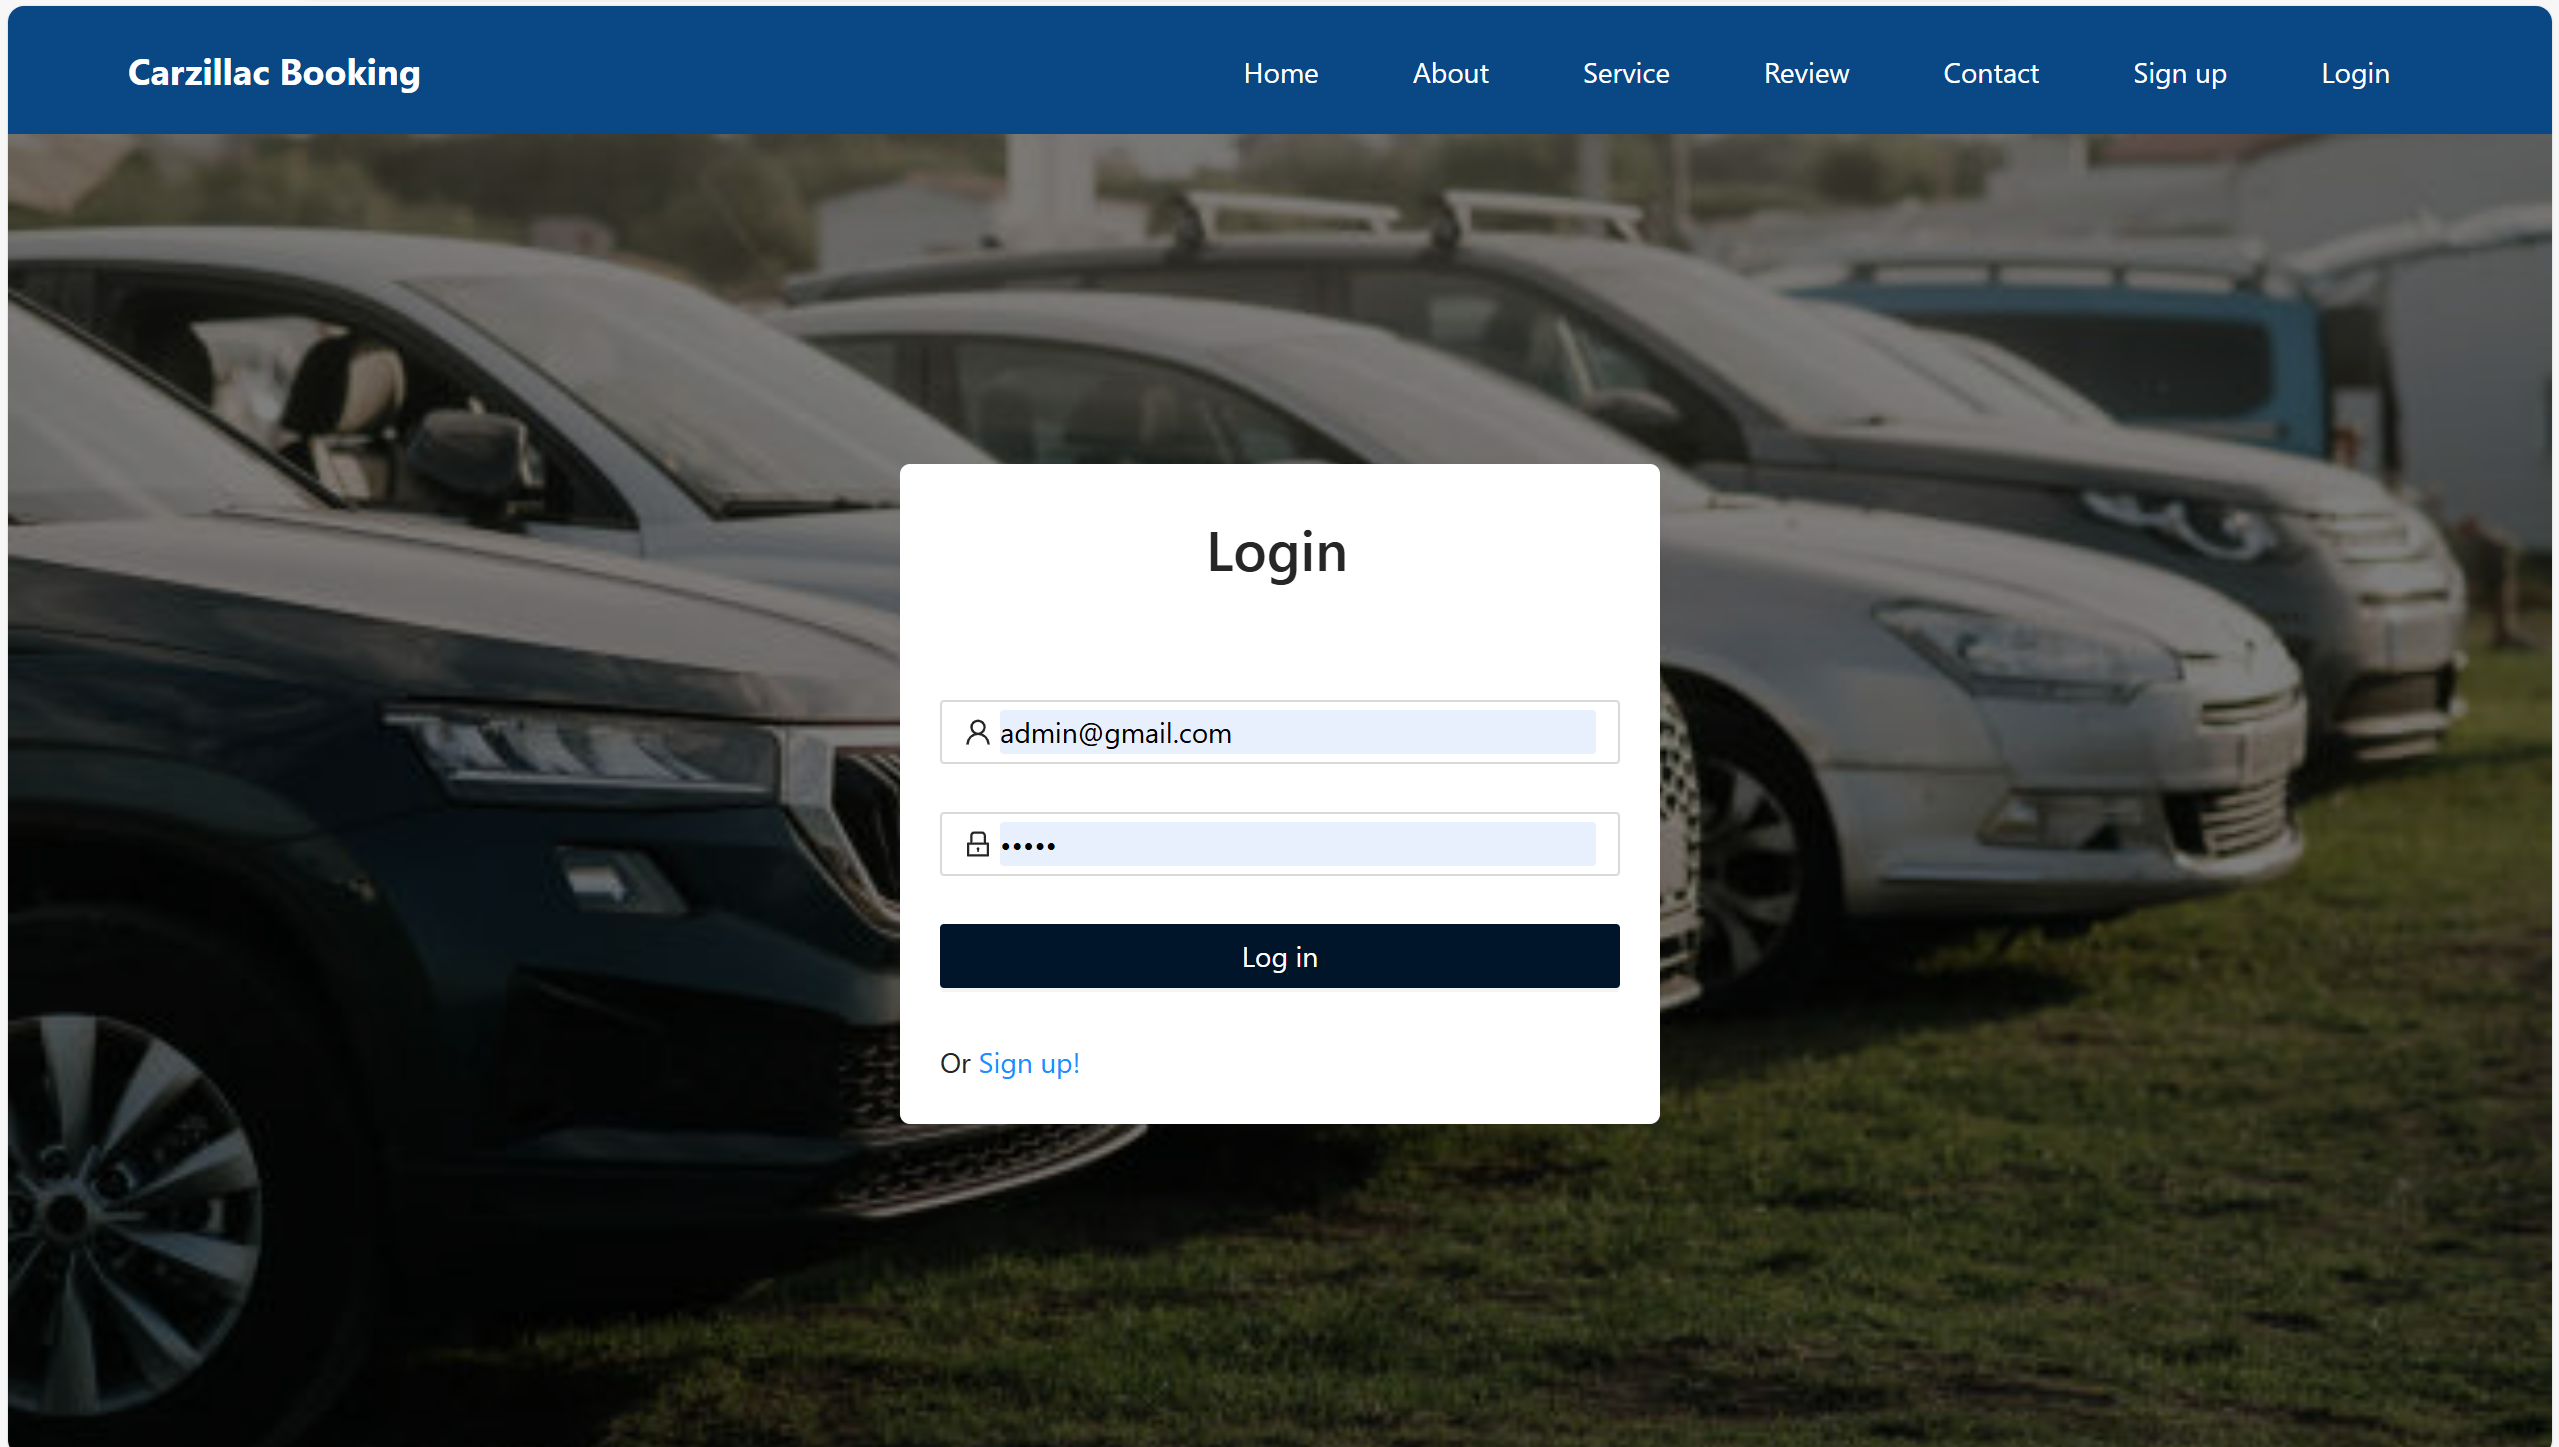 Carzillac Booking
Home About Service Review Contact Sign up Login
Login
admin@gmail.com
•••••
Log in
Or Sign up!